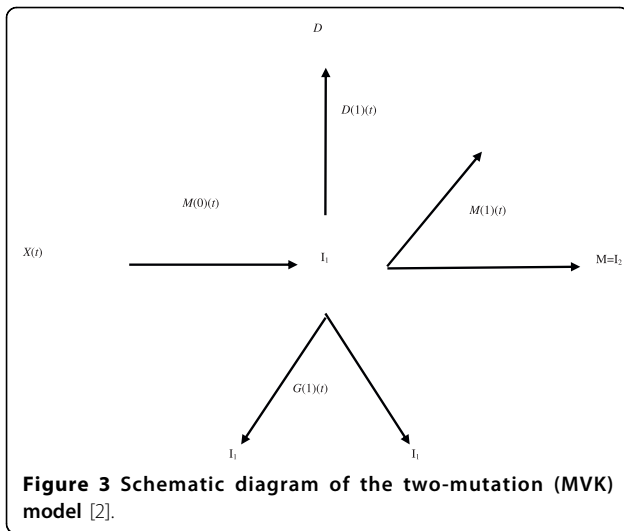 D
D(1)(t)
M(0)(t)
M(1)(t)
X(t)
I₁
M=I₂
G(1)(t)
I₁
I₁
Figure 3 Schematic diagram of the two-mutation (MVK)
model [2].